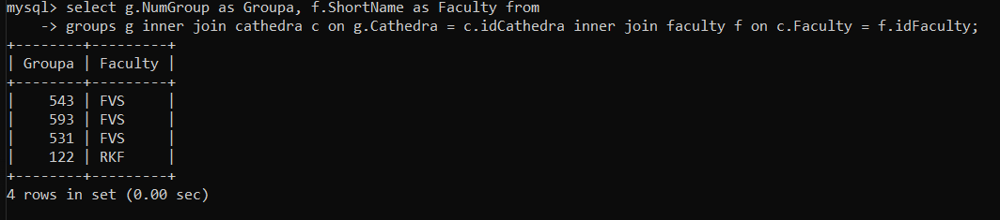 mysql> select g.NumGroup as Groupa, f.ShortName as Faculty from
    -> groups g inner join cathedra c on g.Cathedra = c.idCathedra inner join faculty f on c.Faculty = f.idFaculty;
+--------+---------+
| Groupa | Faculty |
+--------+---------+
|    543 | FVS     |
|    593 | FVS     |
|    531 | FVS     |
|    122 | RKF     |
+--------+---------+
4 rows in set (0.00 sec)